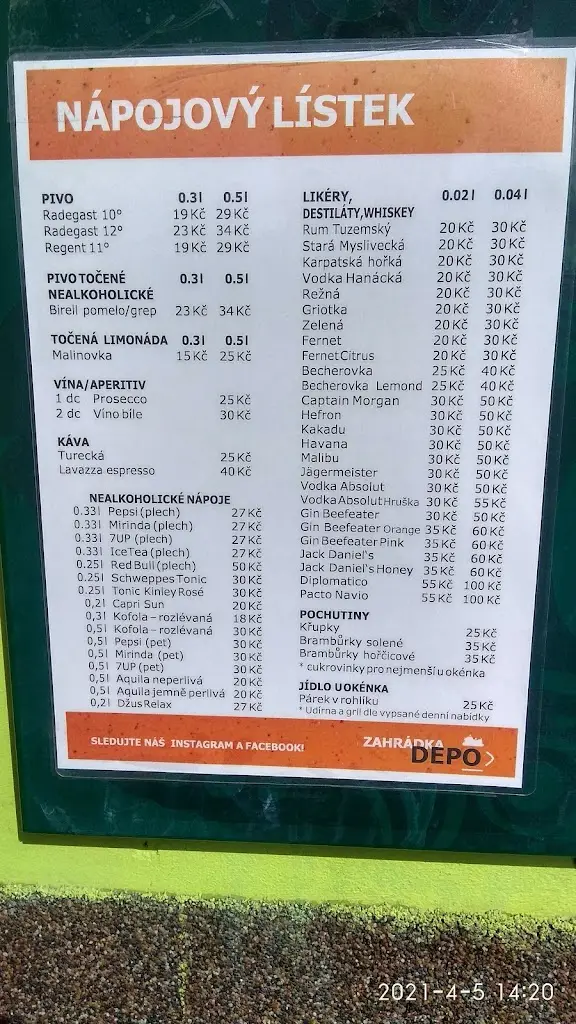 NÁPOJOVÝ LÍSTEK
PIVO 0.3l 0.5l
Radegast 10° 19 Kč 29 Kč
Radegast 12° 23 Kč 34 Kč
Regent 11° 19 Kč 29 Kč
PIVO TOČENÉ 0.3l 0.5l
NEALKOHOLICKÉ
Birell pomelo/grep 23 Kč 34 Kč
TOČENÁ LIMONÁDA 0.3l 0.5l
Malinovka 15 Kč 25 Kč
VÍNA/APERITIV
1 dc Prosecco 25 Kč
2 dc Víno bíle 30 Kč
KÁVA
Turecká 25 Kč
Lavazza espresso 40 Kč
NEALKOHOLICKÉ NÁPOJE
0.33l Pepsi (plech) 27 Kč
0.33l Mirinda (plech) 27 Kč
0.33l 7UP (plech) 27 Kč
0.33l IceTea (plech) 27 Kč
0.25l Red Bull (plech) 50 Kč
0.25l Schweppes Tonic 30 Kč
0.25l Tonic Kinley Rosé 30 Kč
0,2l Capri Sun 20 Kč
0,3l Kofola – rozlévaná 18 Kč
0,5l Kofola – rozlévaná 30 Kč
0,5l Pepsi (pet) 30 Kč
0,5l Mirinda (pet) 30 Kč
0,5l 7UP (pet) 30 Kč
0,5l Aquila neperlivá 20 Kč
0,5l Aquila jemně perlivá 20 Kč
0,2l Džus Relax 27 Kč
LIKÉRY, 0.02l 0.04l
DESTILÁTY,WHISKEY
Rum Tuzemský 20 Kč 30 Kč
Stará Myslivecká 20 Kč 30 Kč
Karpatská hořká 20 Kč 30 Kč
Vodka Hanácká 20 Kč 30 Kč
Režná 20 Kč 30 Kč
Griotka 20 Kč 30 Kč
Zelená 20 Kč 30 Kč
Fernet 20 Kč 30 Kč
Fernet Citrus 20 Kč 30 Kč
Becherovka 25 Kč 40 Kč
Becherovka Lemond 25 Kč 40 Kč
Captain Morgan 30 Kč 50 Kč
Hefron 30 Kč 50 Kč
Kakadu 30 Kč 50 Kč
Havana 30 Kč 50 Kč
Malibu 30 Kč 50 Kč
Jägermeister 30 Kč 50 Kč
Vodka Absolut 30 Kč 50 Kč
Vodka Absolut Hruška 30 Kč 55 Kč
Gin Beefeater 30 Kč 50 Kč
Gin Beefeater Orange 35 Kč 60 Kč
Gin Beefeater Pink 35 Kč 60 Kč
Jack Daniel's 35 Kč 60 Kč
Jack Daniel's Honey 35 Kč 60 Kč
Diplomatico 55 Kč 100 Kč
Pacto Navio 55 Kč 100 Kč
POCHUTINY
Křupky 25 Kč
Brambůrky solené 35 Kč
Brambůrky hořčicové 35 Kč
* cukrovinky pro nejmenší u okénka
JÍDLO U OKÉNKA
Párek v rohlíku 25 Kč
* Udírna a gril dle vypsané denní nabídky
SLEDUJTE NÁŠ INSTAGRAM A FACEBOOK!
ZAHRÁDKA
DEPO
2021-4-5 14:20